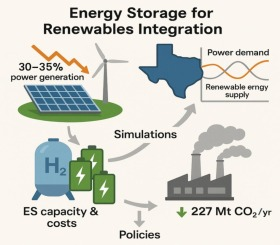 Energy Storage for
Renewables Integration
30–35%
power generation
Power demand
Renewable erngy
supply
Simulations
H₂
ES capacity &
costs
227 Mt CO₂/yr
Policies